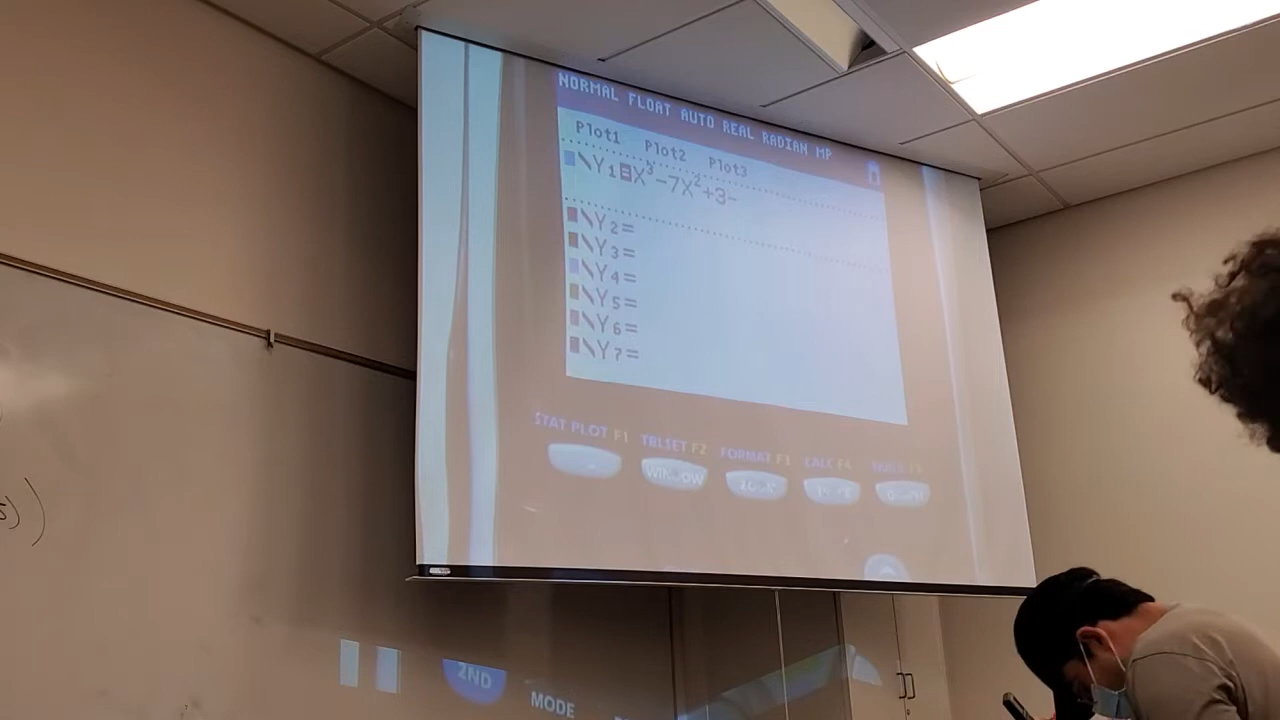 NORMAL FLOAT AUTO REAL RADIAN MP
Plot1 Plot2 Plot3
\Y₁=X³-7X²+3-
\Y₂=
\Y₃=
\Y₄=
\Y₅=
\Y₆=
\Y₇=
STAT PLOT F1 TBLSET F2 FORMAT F3 CALC F4
WINDOW
2ND
MODE